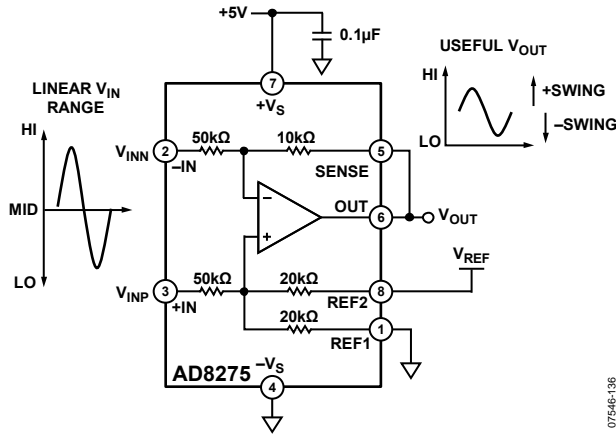 +5V
0.1µF
7
+VS
USEFUL VOUT
HI
+SWING
–SWING
LO
LINEAR VIN
RANGE
HI
MID
LO
VINN
2
–IN
50kΩ
10kΩ
5
SENSE
–
+
OUT
6
VOUT
VINP
3
+IN
50kΩ
20kΩ
REF2
8
VREF
20kΩ
REF1
1
AD8275
–VS
4
07546-136